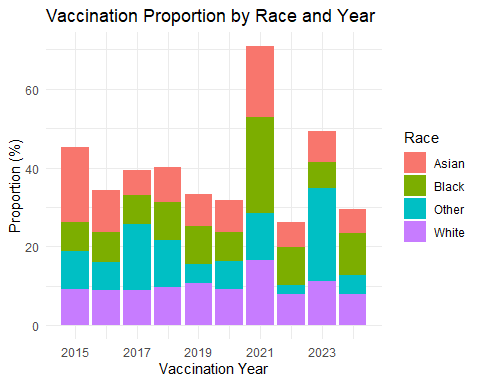 Vaccination Proportion by Race and Year
Proportion (%)
60
40
20
0
2015
2017
2019
2021
2023
Vaccination Year
Race
Asian
Black
Other
White